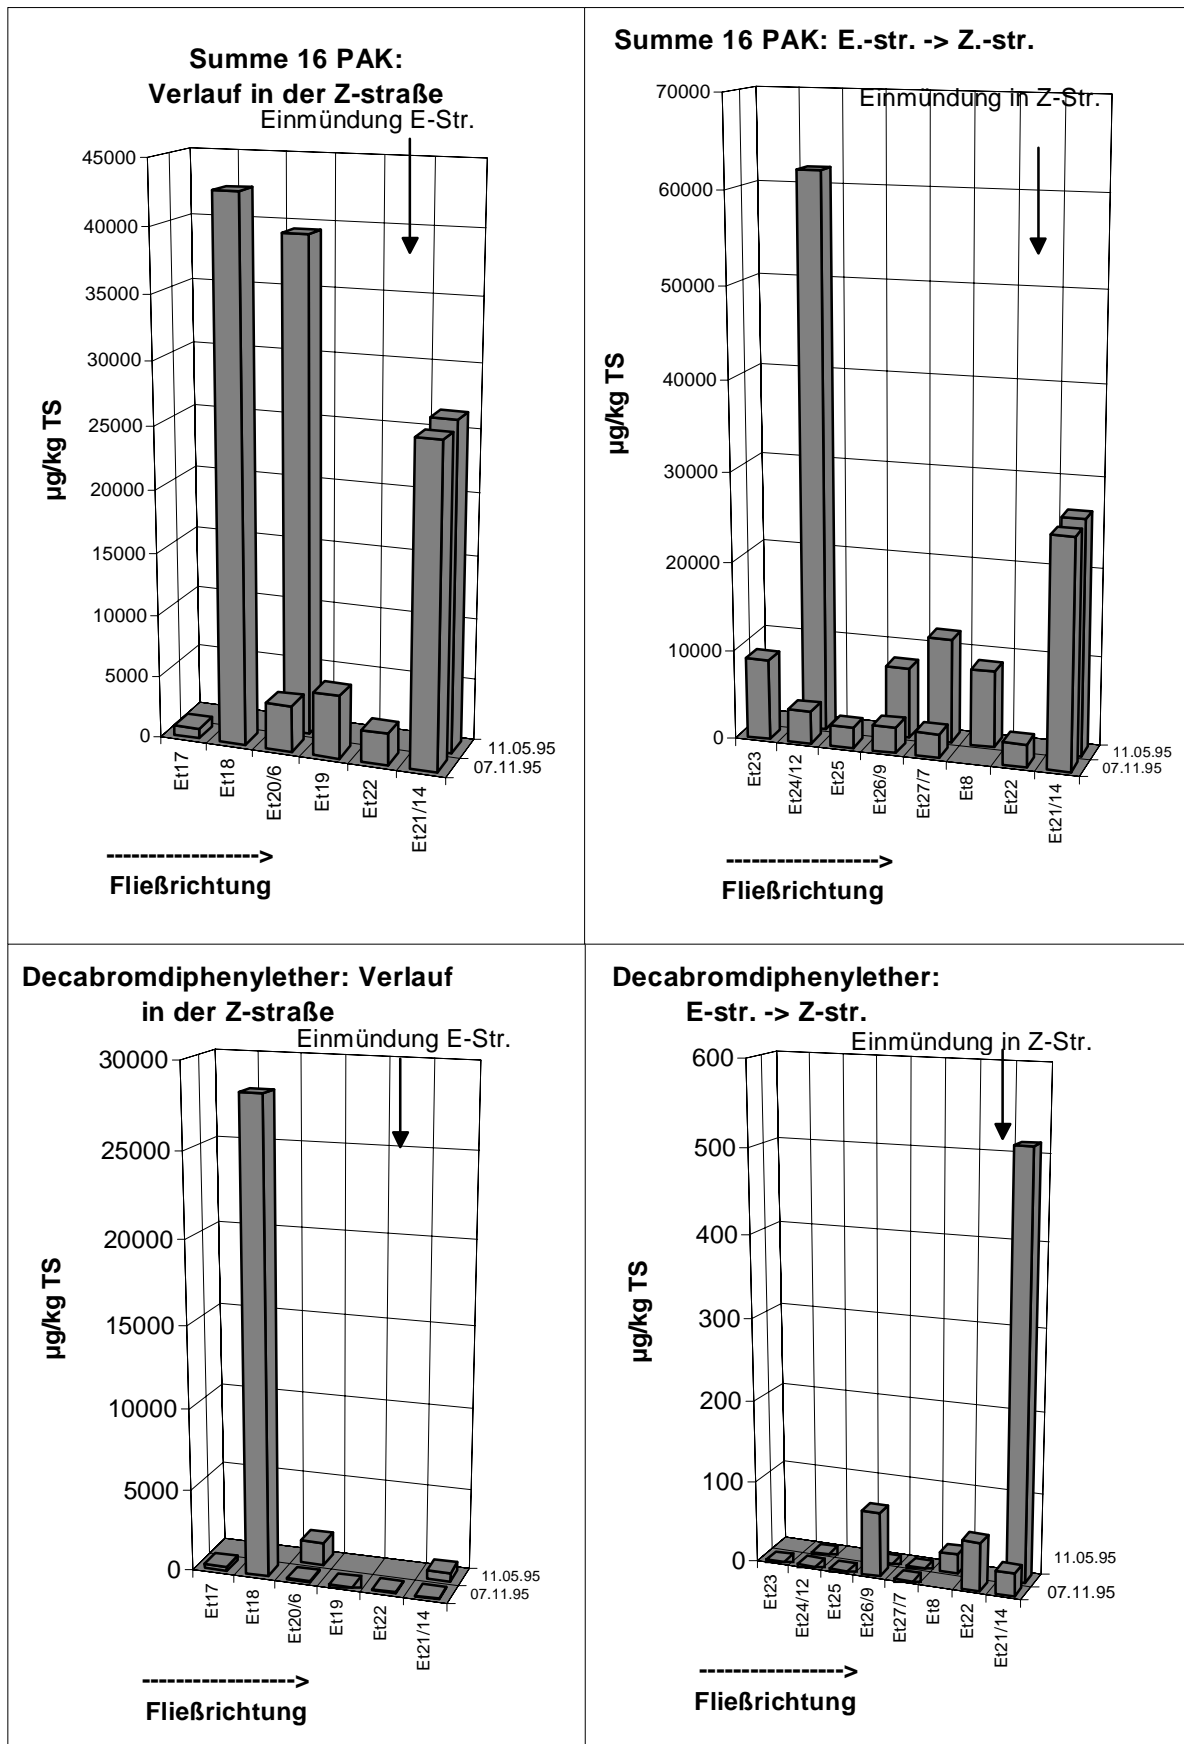 Summe 16 PAK:
Verlauf in der Z-straße
Einmündung E-Str.
45000
40000
35000
30000
25000
20000
15000
10000
5000
0
µg/kg TS
Et17
Et18
Et20/6
Et19
Et22
Et21/14
11.05.95
07.11.95
------------------>
Fließrichtung
Summe 16 PAK: E.-str. -> Z.-str.
Einmündung in Z-Str.
70000
60000
50000
40000
30000
20000
10000
0
µg/kg TS
Et23
Et24/12
Et25
Et26/9
Et27/7
Et8
Et22
Et21/14
11.05.95
07.11.95
------------------>
Fließrichtung
Decabromdiphenylether: Verlauf
in der Z-straße
Einmündung E-Str.
30000
25000
20000
15000
10000
5000
0
µg/kg TS
Et17
Et18
Et20/6
Et19
Et22
Et21/14
11.05.95
07.11.95
------------------>
Fließrichtung
Decabromdiphenylether:
E-str. -> Z-str.
Einmündung in Z-Str.
600
500
400
300
200
100
0
µg/kg TS
Et23
Et24/12
Et25
Et26/9
Et27/7
Et8
Et22
Et21/14
11.05.95
07.11.95
----------------->
Fließrichtung